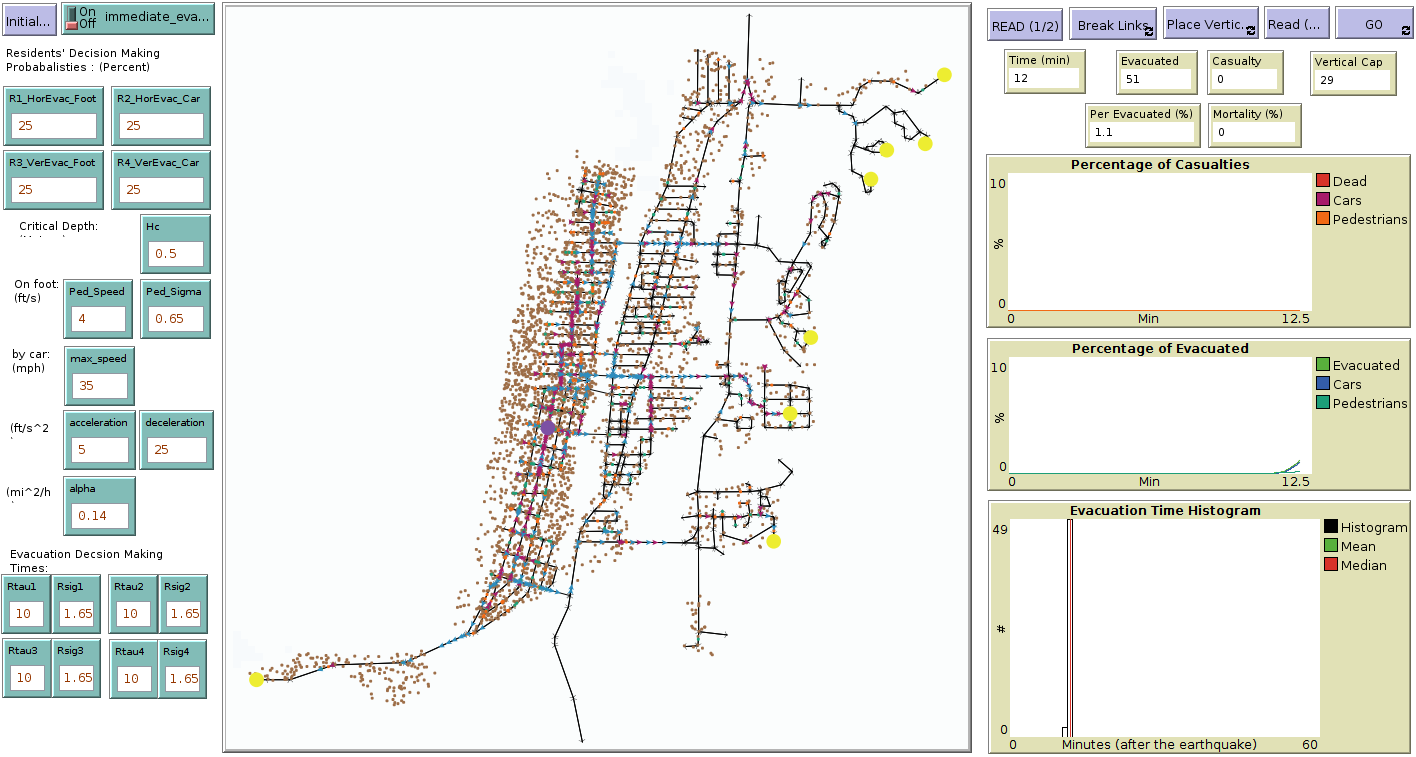 Initial...
On
Off
immediate_eva...
Residents' Decision Making
Probabalisties : (Percent)
R1_HorEvac_Foot
25
R2_HorEvac_Car
25
R3_VerEvac_Foot
25
R4_VerEvac_Car
25
Critical Depth:
Hc
0.5
On foot:
(ft/s)
Ped_Speed
4
Ped_Sigma
0.65
by car:
(mph)
max_speed
35
(ft/s^2
acceleration
5
deceleration
25
(mi^2/h
alpha
0.14
Evacuation Decsion Making
Times:
Rtau1
10
Rsig1
1.65
Rtau2
10
Rsig2
1.65
Rtau3
10
Rsig3
1.65
Rtau4
10
Rsig4
1.65
READ (1/2)
Break Links
Place Vertic...
Read (...
GO
Time (min)
12
Evacuated
51
Casualty
0
Vertical Cap
29
Per Evacuated (%)
1.1
Mortality (%)
0
Percentage of Casualties
10
%
0
0
Min
12.5
Dead
Cars
Pedestrians
Percentage of Evacuated
10
%
0
0
Min
12.5
Evacuated
Cars
Pedestrians
Evacuation Time Histogram
49
#
0
0
Minutes (after the earthquake)
60
Histogram
Mean
Median